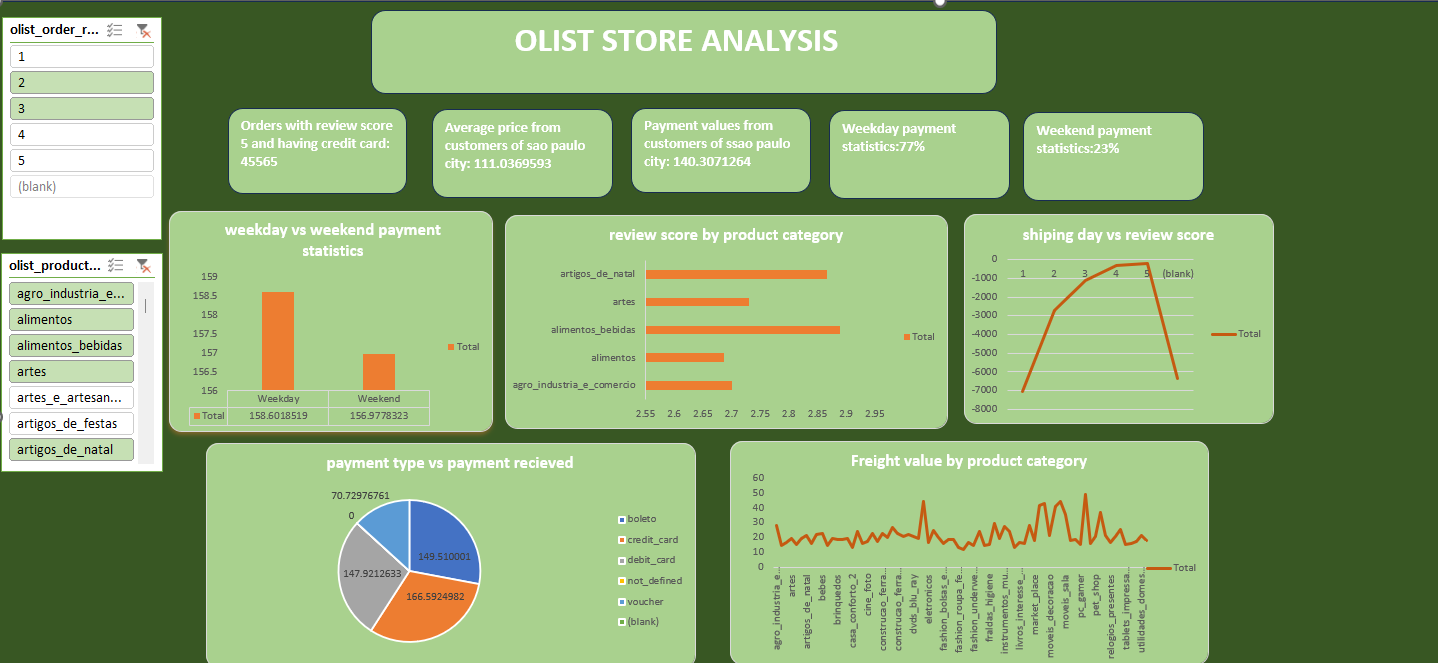 olist_order_r...
1
2
3
4
5
(blank)
olist_product...
agro_industria_e...
alimentos
alimentos_bebidas
artes
artes_e_artesan...
artigos_de_festas
artigos_de_natal
OLIST STORE ANALYSIS
Orders with review score
5 and having credit card:
45565
Average price from
customers of sao paulo
city: 111.0369593
Payment values from
customers of ssao paulo
city: 140.3071264
Weekday payment
statistics:77%
Weekend payment
statistics:23%
weekday vs weekend payment
statistics
159
158.5
158
157.5
157
156.5
156
Weekday Weekend
Total 158.6018519 156.9778323
Total
review score by product category
artigos_de_natal
artes
alimentos_bebidas
alimentos
agro_industria_e_comercio
2.55 2.6 2.65 2.7 2.75 2.8 2.85 2.9 2.95
Total
shiping day vs review score
0
-1000
-2000
-3000
-4000
-5000
-6000
-7000
-8000
1 2 3 4 5 (blank)
Total
payment type vs payment recieved
70.72976761
0
149.510001
147.9212633
166.5924982
boleto
credit_card
debit_card
not_defined
voucher
(blank)
Freight value by product category
60
50
40
30
20
10
0
agro_industria_e...
artes
artigos_de_natal
bebes
brinquedos
casa_conforto_2
cine_foto
construcao_ferra...
construcao_ferra...
dvds_blu_ray
eletronicos
fashion_bolsas_e...
fashion_roupa_fe...
fashion_underwe...
fraldas_higiene
instrumentos_mu...
livros_interesse_...
market_place
moveis_decoracao
moveis_sala
pc_gamer
pet_shop
relogios_presentes
tablets_impressa...
utilidades_domes...
Total